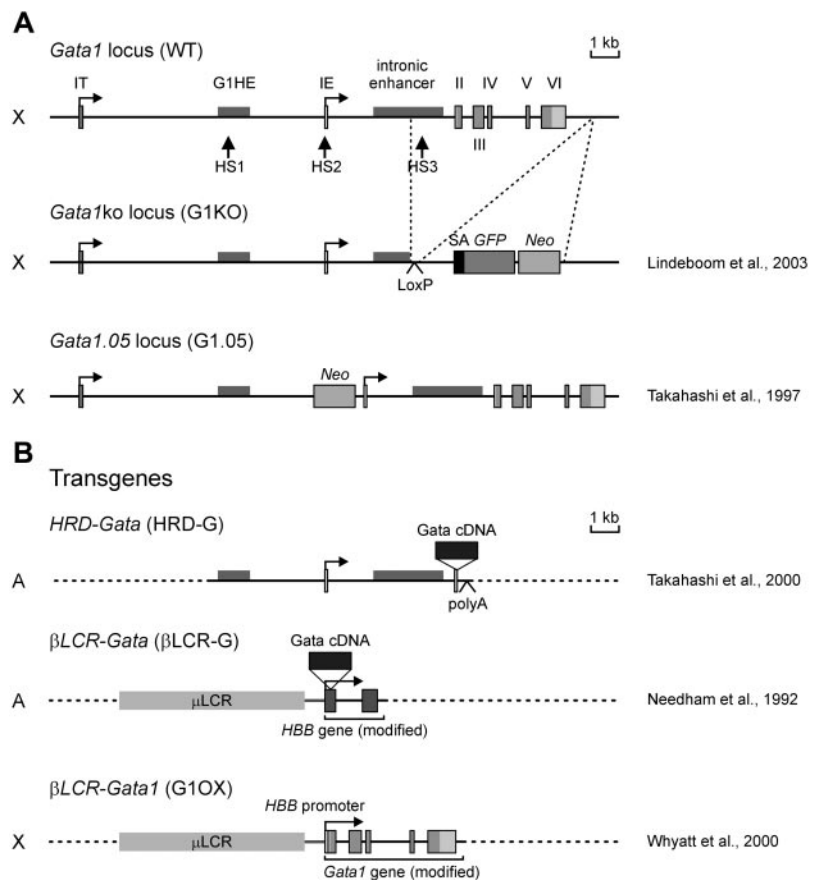 A
Gata1 locus (WT)
1 kb
IT
G1HE
IE
intronic
enhancer
II
IV
V
VI
X
III
HS1
HS2
HS3
Gata1ko locus (G1KO)
SA GFP
Neo
X
LoxP
Lindeboom et al., 2003
Gata1.05 locus (G1.05)
Neo
X
Takahashi et al., 1997
B
Transgenes
HRD-Gata (HRD-G)
Gata cDNA
1 kb
A
polyA
Takahashi et al., 2000
βLCR-Gata (βLCR-G)
Gata cDNA
A
μLCR
Needham et al., 1992
HBB gene (modified)
βLCR-Gata1 (G1OX)
HBB promoter
X
μLCR
Whyatt et al., 2000
Gata1 gene (modified)